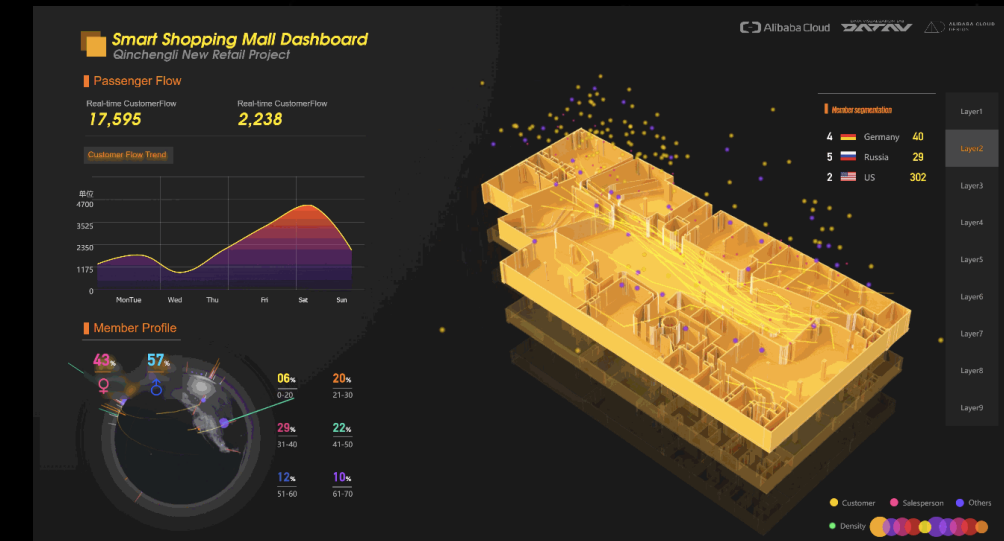 Smart Shopping Mall Dashboard
Qinchengli New Retail Project
Alibaba Cloud
DATAV
ALIBABA CLOUD
DESIGN
Passenger Flow
Real-time CustomerFlow
Real-time CustomerFlow
17,595
2,238
Customer Flow Trend
单位
4700
3525
2350
1175
0
MonTue Wed Thu Fri Sat Sun
Member Profile
43%
57%
06%
0-20
20%
21-30
29%
31-40
22%
41-50
12%
51-60
10%
61-70
Member segmentation
4 Germany 40
5 Russia 29
2 US 302
Layer1
Layer2
Layer3
Layer4
Layer5
Layer6
Layer7
Layer8
Layer9
Customer Salesperson Others
Density